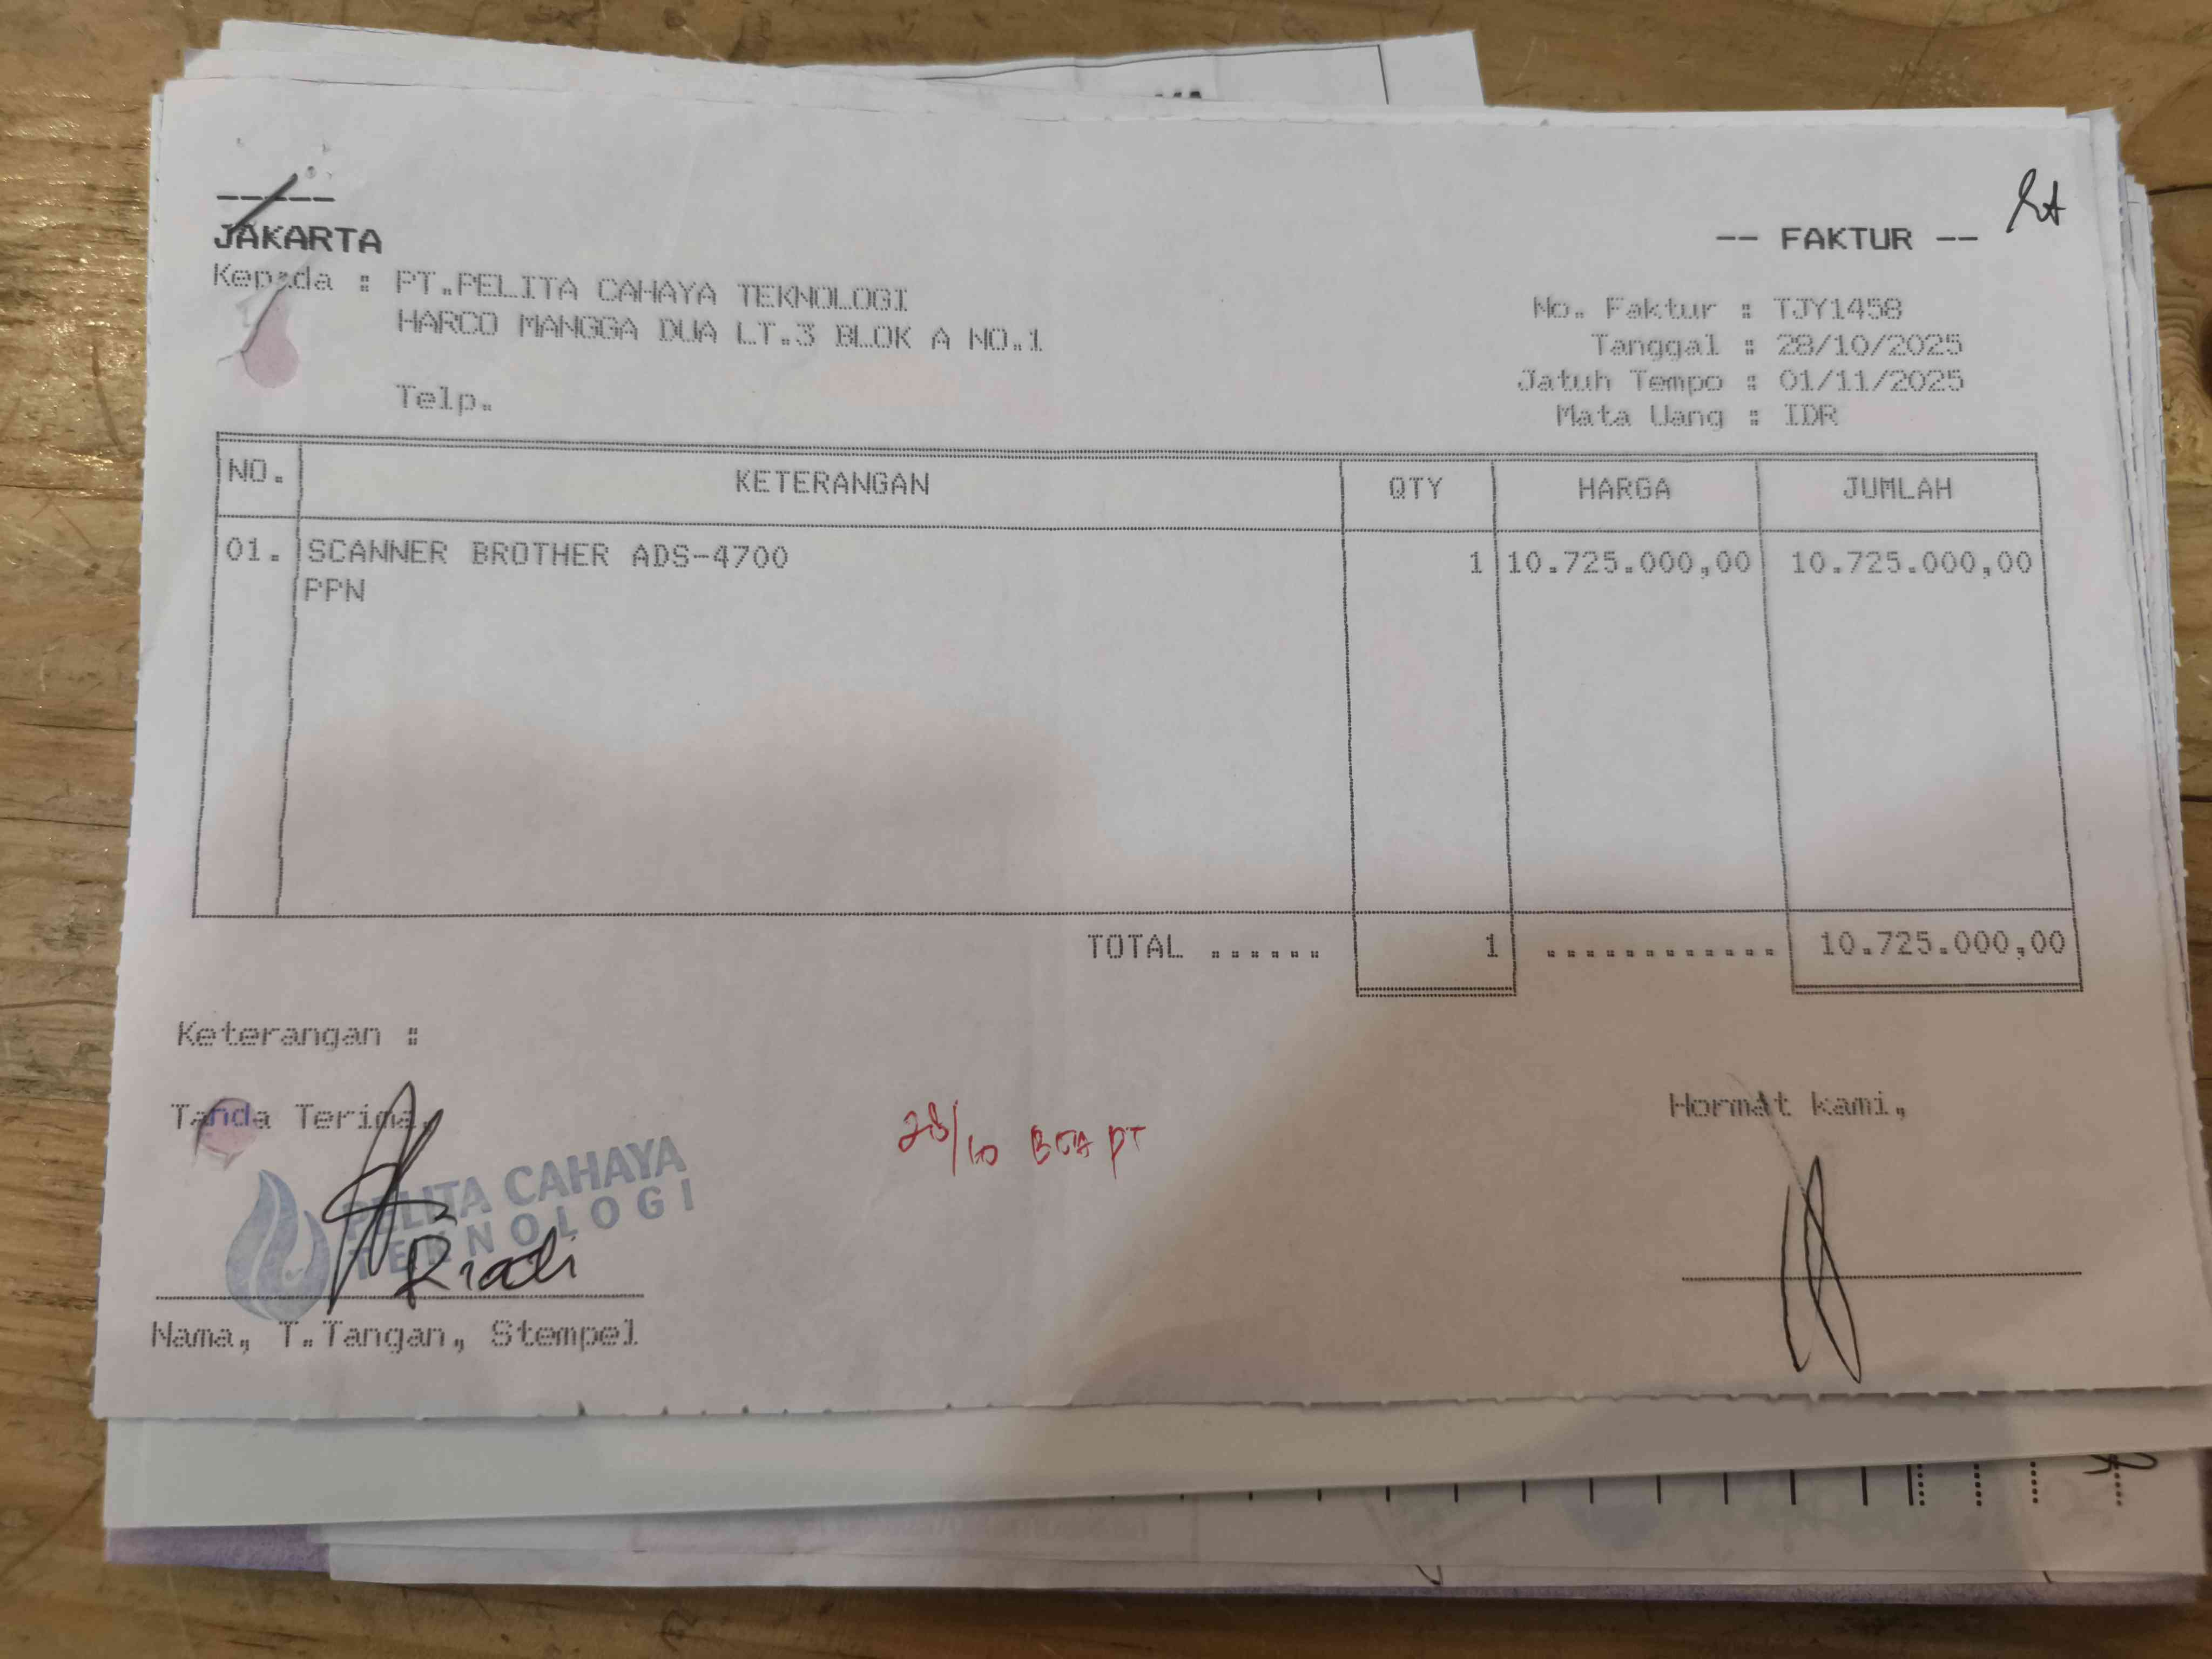 -----
JAKARTA
-- FAKTUR --
Kepada : PT.PELITA CAHAYA TEKNOLOGI
HARCO MANGGA DUA LT.3 BLOK A NO.1
Telp.
No. Faktur : TJY1458
Tanggal : 28/10/2025
Jatuh Tempo : 01/11/2025
Mata Uang : IDR
NO. KETERANGAN QTY HARGA JUMLAH
01. SCANNER BROTHER ADS-4700 1 10.725.000,00 10.725.000,00
PPN
TOTAL ...... 1 ............ 10.725.000,00
Keterangan :
Tanda Terima,
Hormat kami,
28/10 BCA PT
PELITA CAHAYA
TEKNOLOGI
Riadi
Nama, T.Tangan, Stempel